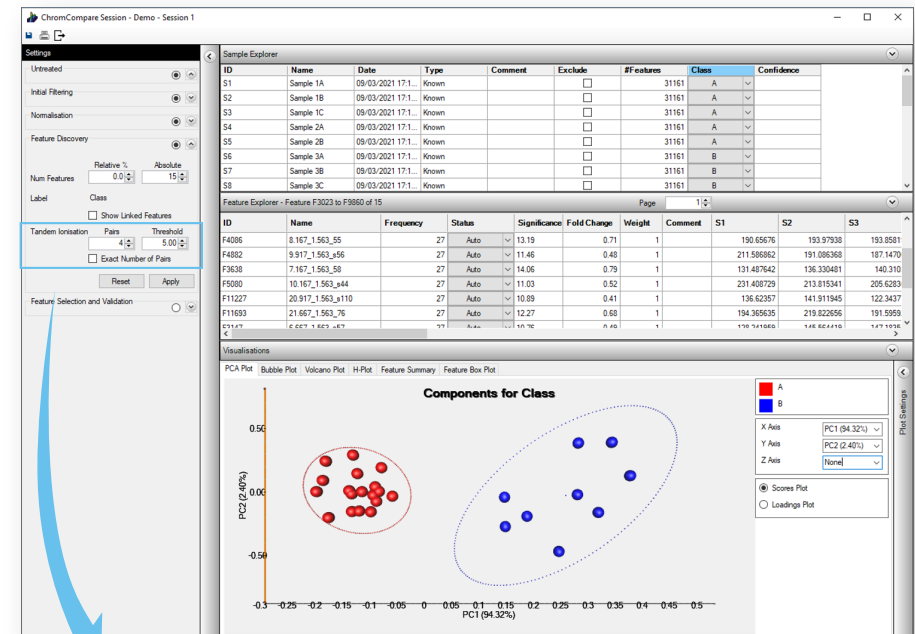 ChromCompare Session - Demo - Session 1
Settings
Untreated
Initial Filtering
Normalisation
Feature Discovery
Relative % Absolute
Num Features 0.0 15
Label Class
Show Linked Features
Tandem Ionisation Pairs Threshold
4 5.00
Exact Number of Pairs
Reset Apply
Feature Selection and Validation
Sample Explorer
ID Name Date Type Comment Exclude #Features Class Confidence
S1 Sample 1A 09/03/2021 17:1... Known 31161 A
S2 Sample 1B 09/03/2021 17:1... Known 31161 A
S3 Sample 1C 09/03/2021 17:1... Known 31161 A
S4 Sample 2A 09/03/2021 17:1... Known 31161 A
S5 Sample 2B 09/03/2021 17:1... Known 31161 A
S6 Sample 3A 09/03/2021 17:1... Known 31161 B
S7 Sample 3B 09/03/2021 17:1... Known 31161 B
S8 Sample 3C 09/03/2021 17:1... Known 31161 B
Feature Explorer - Feature F3023 to F9860 of 15 Page 1
ID Name Frequency Status Significance Fold Change Weight Comment S1 S2 S3
F4086 8.167_1.563_55 27 Auto 13.19 0.71 1 190.65676 193.97938 193.8581
F4882 9.917_1.563_s56 27 Auto 11.46 0.48 1 211.586862 191.086368 187.1470
F3638 7.167_1.563_58 27 Auto 14.06 0.79 1 131.487642 136.330481 140.310
F5080 10.167_1.563_s44 27 Auto 11.03 0.52 1 231.408729 213.815341 205.6283
F11227 20.917_1.563_s110 27 Auto 10.89 0.41 1 136.62357 141.911945 122.3437
F11693 21.667_1.563_76 27 Auto 12.27 0.68 1 194.365635 219.822656 191.5959
Visualisations
PCA Plot Bubble Plot Volcano Plot H-Plot Feature Summary Feature Box Plot
Components for Class
0.50
0.00
-0.50
PC2 (2.40%)
-0.3 -0.25 -0.2 -0.15 -0.1 -0.05 0 0.05 0.1 0.15 0.2 0.25 0.3 0.35 0.4 0.45 0.5
PC1 (94.32%)
A
B
X Axis PC1 (94.32%)
Y Axis PC2 (2.40%)
Z Axis None
Scores Plot
Loadings Plot
Plot Settings